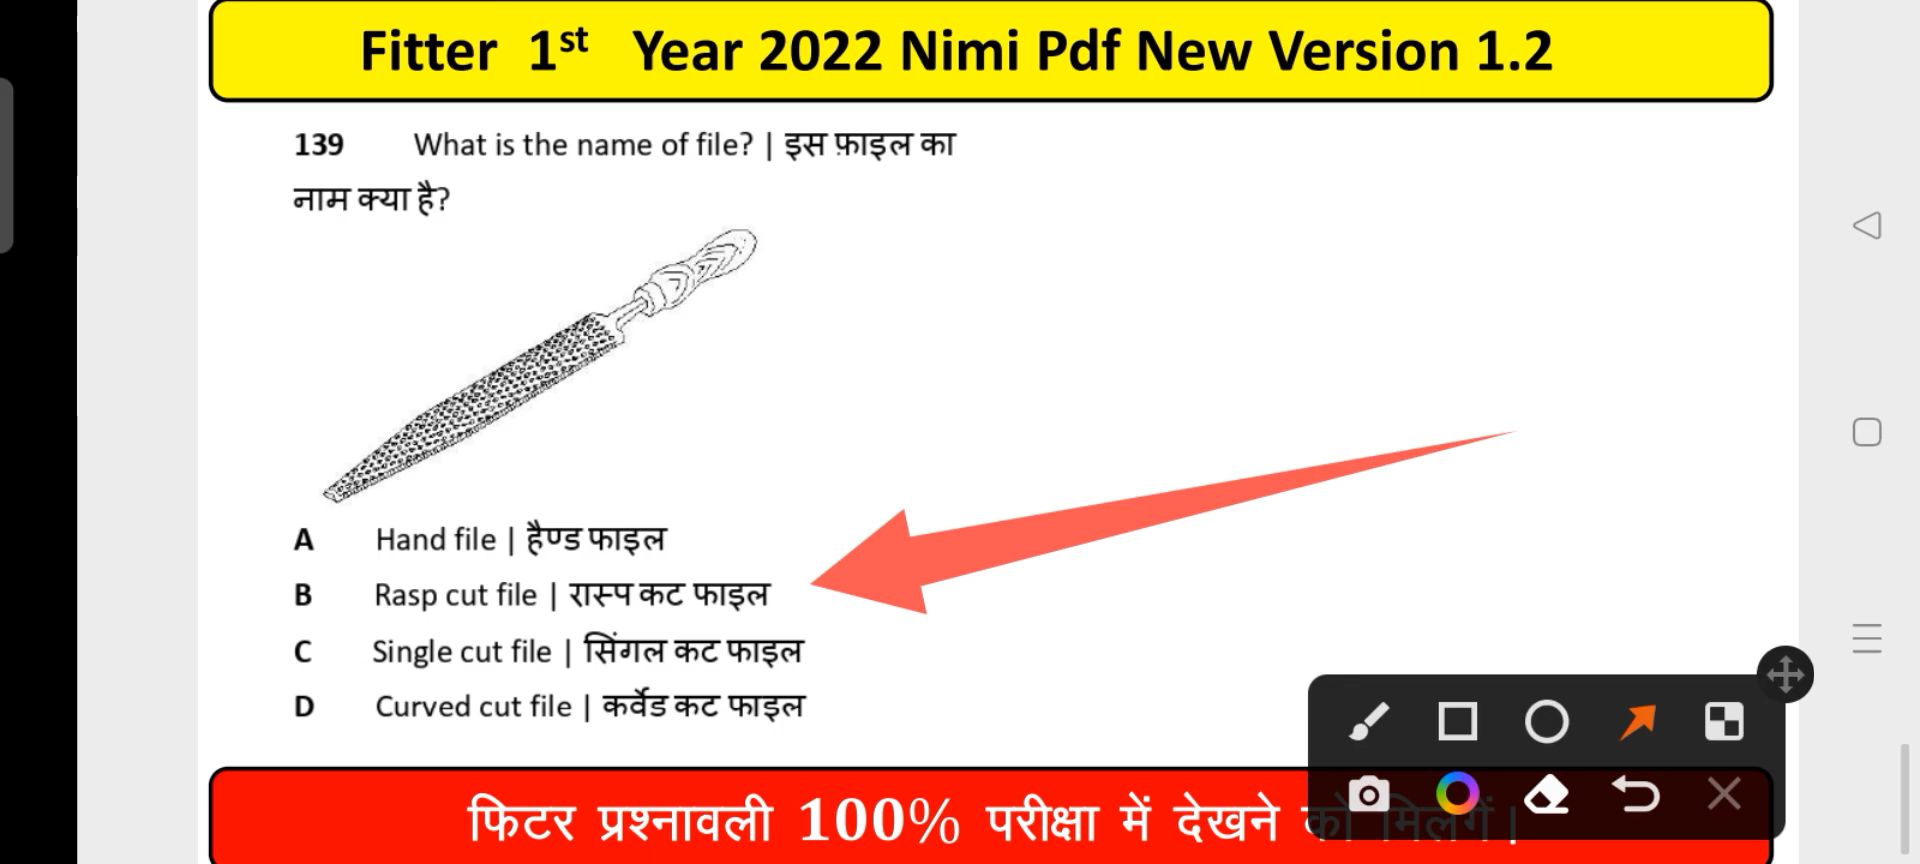 Fitter 1st Year 2022 Nimi Pdf New Version 1.2
139 What is the name of file? | इस फ़ाइल का
नाम क्या है?
A Hand file | हैण्ड फाइल
B Rasp cut file | रास्प कट फाइल
C Single cut file | सिंगल कट फाइल
D Curved cut file | कर्वेड कट फाइल
फिटर प्रश्नावली 100% परीक्षा में देखने को मिलेगें |